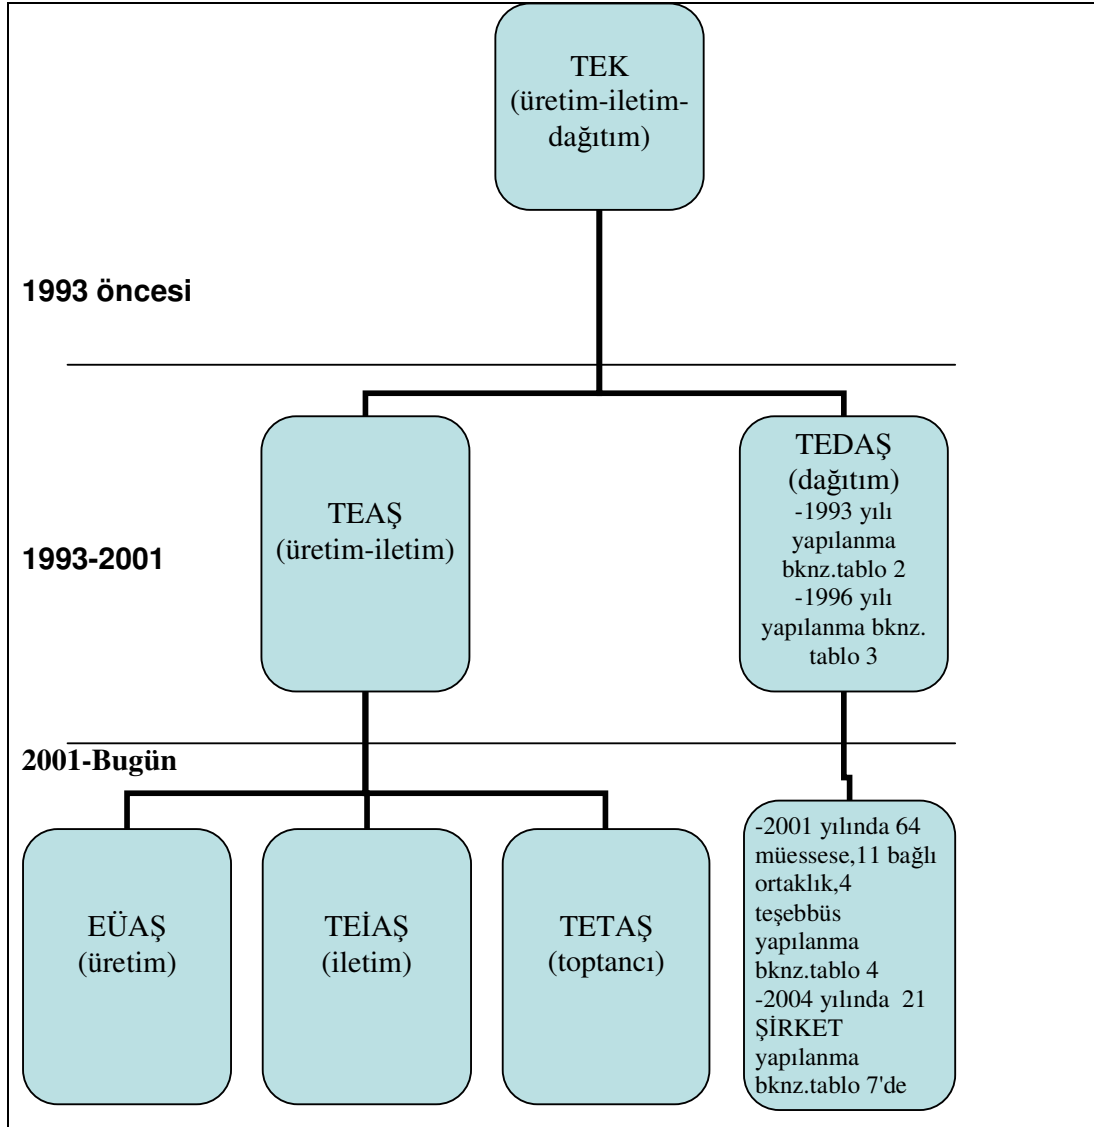 TEK
(üretim-iletim-
dağıtım)
1993 öncesi
1993-2001
TEAŞ
(üretim-iletim)
TEDAŞ
(dağıtım)
-1993 yılı
yapılanma
bknz.tablo 2
-1996 yılı
yapılanma bknz.
tablo 3
2001-Bugün
EÜAŞ
(üretim)
TEİAŞ
(iletim)
TETAŞ
(toptancı)
-2001 yılında 64
müessese,11 bağlı
ortaklık,4
teşebbüs
yapılanma
bknz.tablo 4
-2004 yılında 21
ŞİRKET
yapılanma
bknz.tablo 7'de